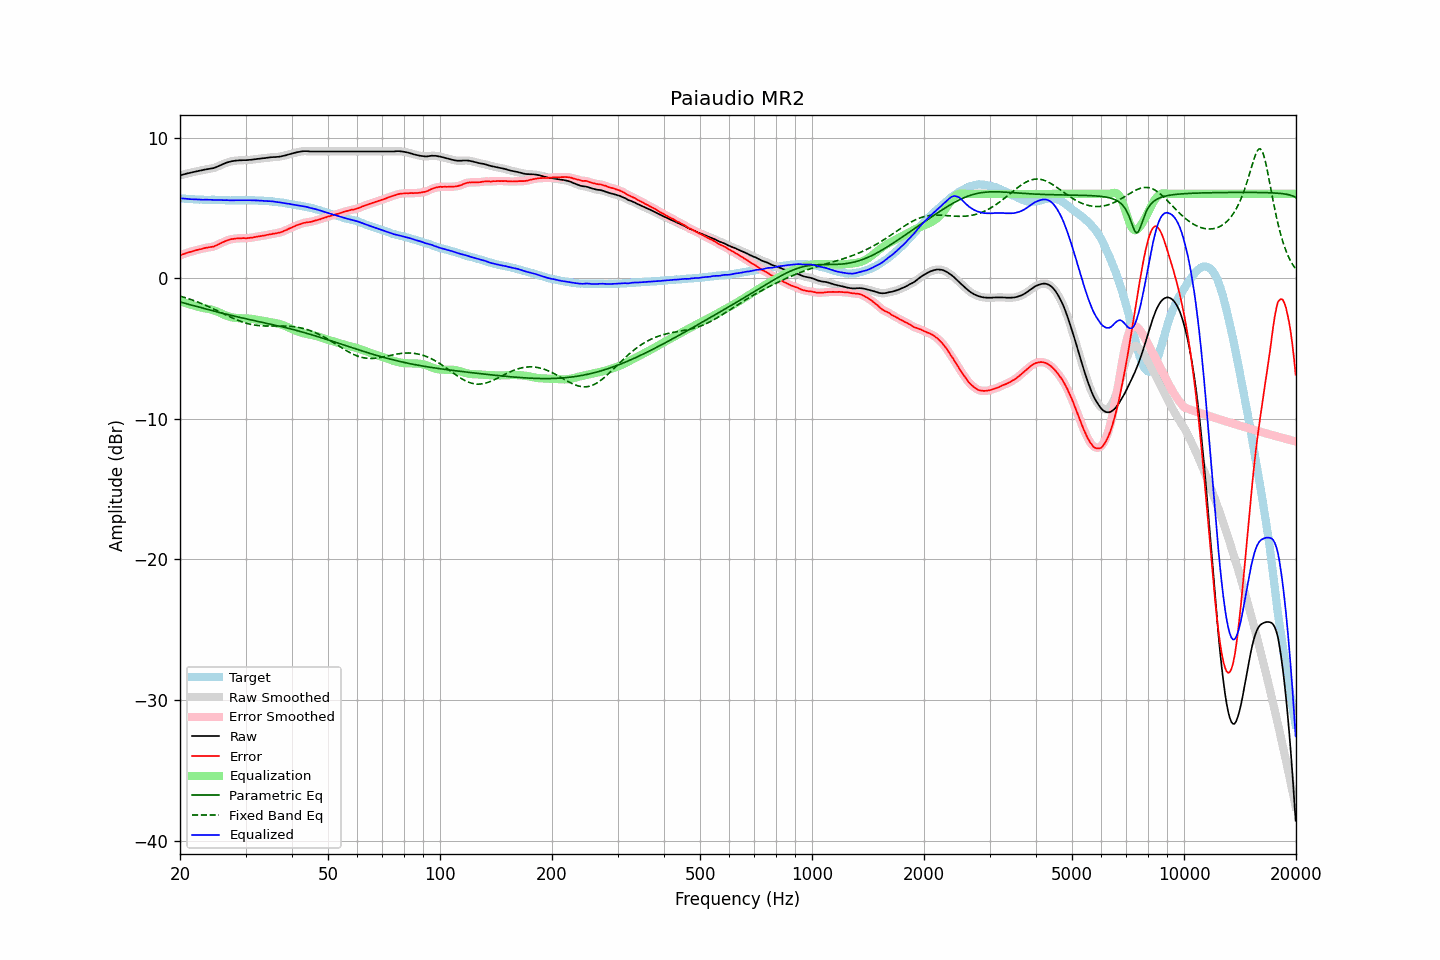 Paiaudio MR2
Amplitude (dBr)
10
0
−10
−20
−30
−40
Target
Raw Smoothed
Error Smoothed
Raw
Error
Equalization
Parametric Eq
Fixed Band Eq
Equalized
20 50 100 200 500 1000 2000 5000 10000 20000
Frequency (Hz)